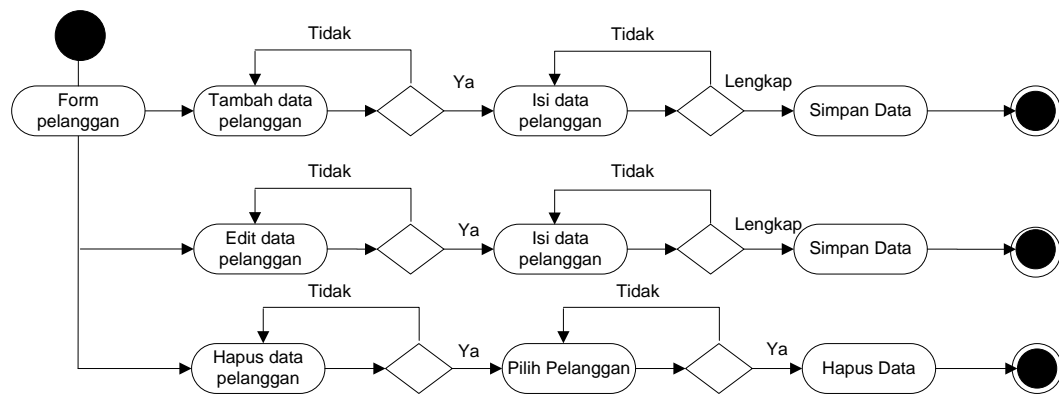 Tidak
Tidak
Ya
Lengkap
Form
pelanggan
Tambah data
pelanggan
Isi data
pelanggan
Simpan Data
Tidak
Tidak
Ya
Lengkap
Edit data
pelanggan
Isi data
pelanggan
Simpan Data
Tidak
Tidak
Ya
Ya
Hapus data
pelanggan
Pilih Pelanggan
Hapus Data